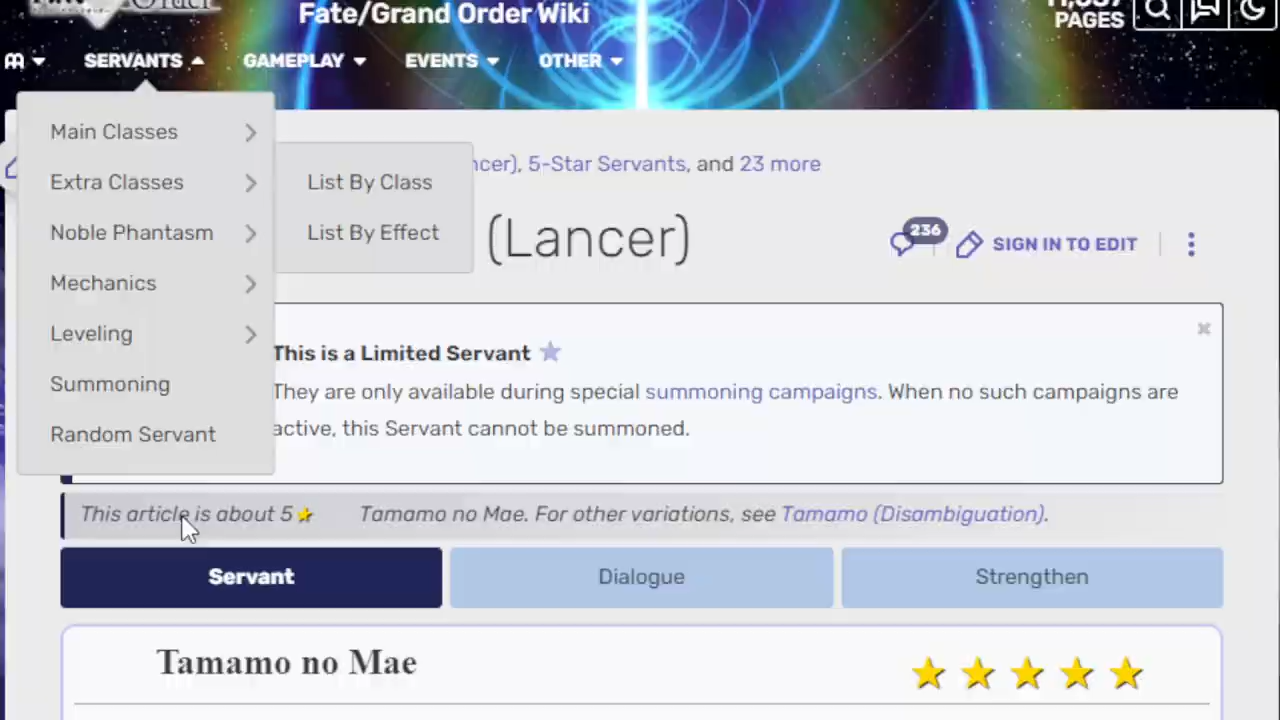 Fate/Grand Order Wiki
PAGES
SERVANTS
GAMEPLAY
EVENTS
OTHER
Main Classes
Extra Classes
Noble Phantasm
Mechanics
Leveling
Summoning
Random Servant
List By Class
List By Effect
5-Star Servants, and 23 more
(Lancer)
236
SIGN IN TO EDIT
This is a Limited Servant
They are only available during special summoning campaigns. When no such campaigns are
active, this Servant cannot be summoned.
This article is about 5 Tamamo no Mae. For other variations, see Tamamo (Disambiguation).
Servant
Dialogue
Strengthen
Tamamo no Mae